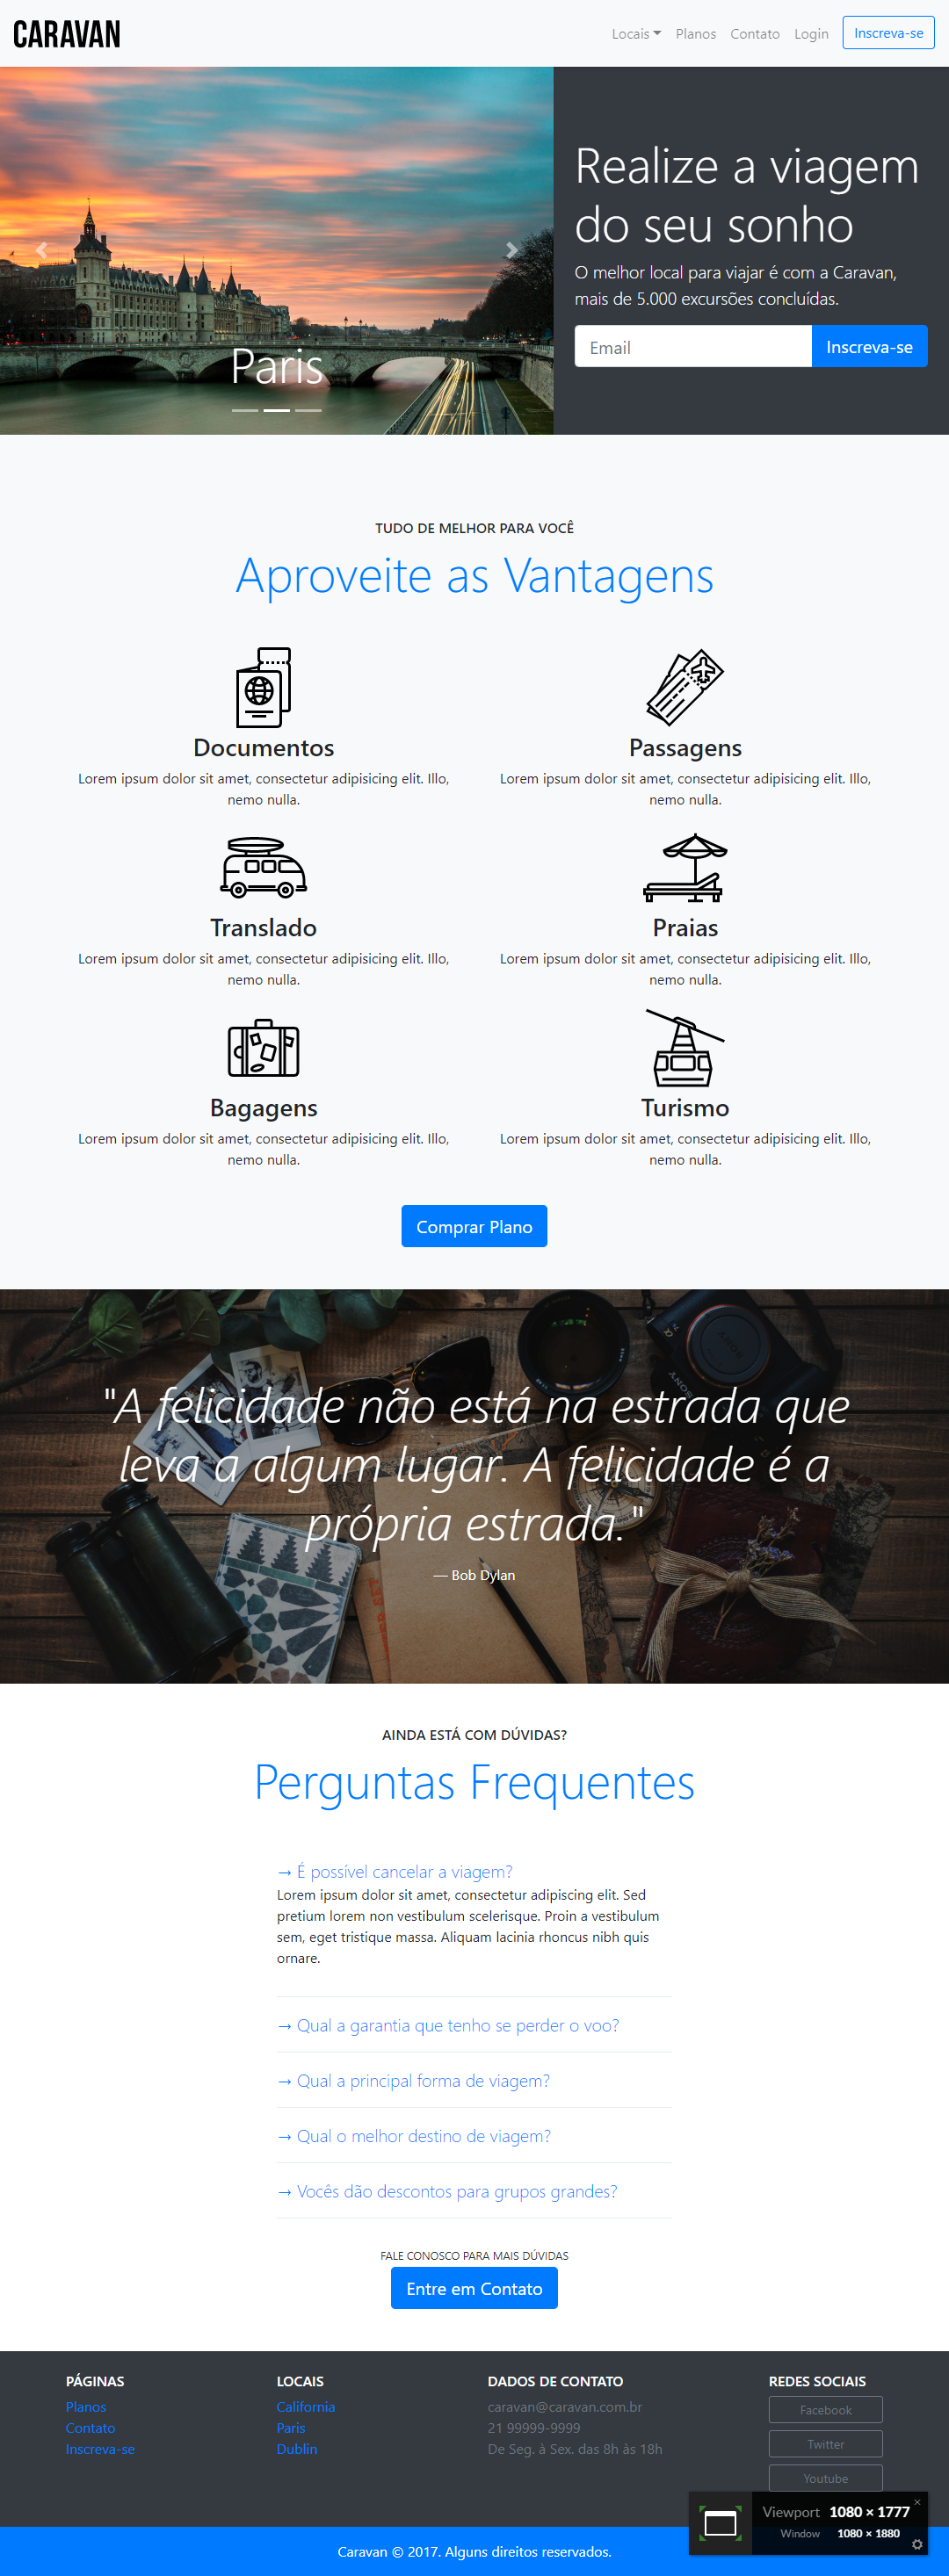 CARAVAN
Locais
Planos
Contato
Login
Inscreva-se
Realize a viagem
do seu sonho
O melhor local para viajar é com a Caravan,
mais de 5.000 excursões concluídas.
Email
Inscreva-se
Paris
TUDO DE MELHOR PARA VOCÊ
Aproveite as Vantagens
Documentos
Lorem ipsum dolor sit amet, consectetur adipisicing elit. Illo,
nemo nulla.
Passagens
Lorem ipsum dolor sit amet, consectetur adipisicing elit. Illo,
nemo nulla.
Translado
Lorem ipsum dolor sit amet, consectetur adipisicing elit. Illo,
nemo nulla.
Praias
Lorem ipsum dolor sit amet, consectetur adipisicing elit. Illo,
nemo nulla.
Bagagens
Lorem ipsum dolor sit amet, consectetur adipisicing elit. Illo,
nemo nulla.
Turismo
Lorem ipsum dolor sit amet, consectetur adipisicing elit. Illo,
nemo nulla.
Comprar Plano
SONY
SONY
"A felicidade não está na estrada que
leva a algum lugar. A felicidade é a
própria estrada."
— Bob Dylan
AINDA ESTÁ COM DÚVIDAS?
Perguntas Frequentes
→ É possível cancelar a viagem?
Lorem ipsum dolor sit amet, consectetur adipiscing elit. Sed
pretium lorem non vestibulum scelerisque. Proin a vestibulum
sem, eget tristique massa. Aliquam lacinia rhoncus nibh quis
ornare.
→ Qual a garantia que tenho se perder o voo?
→ Qual a principal forma de viagem?
→ Qual o melhor destino de viagem?
→ Vocês dão descontos para grupos grandes?
FALE CONOSCO PARA MAIS DÚVIDAS
Entre em Contato
PÁGINAS
Planos
Contato
Inscreva-se
LOCAIS
California
Paris
Dublin
DADOS DE CONTATO
caravan@caravan.com.br
21 99999-9999
De Seg. à Sex. das 8h às 18h
REDES SOCIAIS
Facebook
Twitter
Youtube
Viewport 1080 × 1777
Window 1080 × 1880
Caravan © 2017. Alguns direitos reservados.